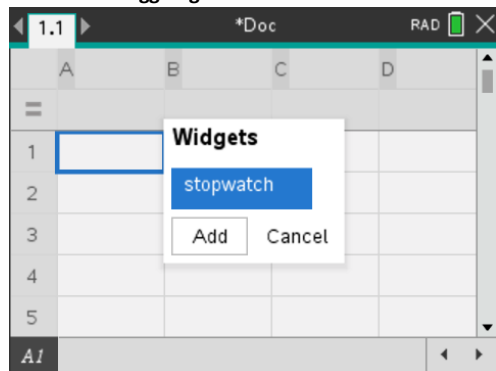 1.1 *Doc RAD
A B C D
=
Widgets
1
stopwatch
2
3 Add Cancel
4
5
A1